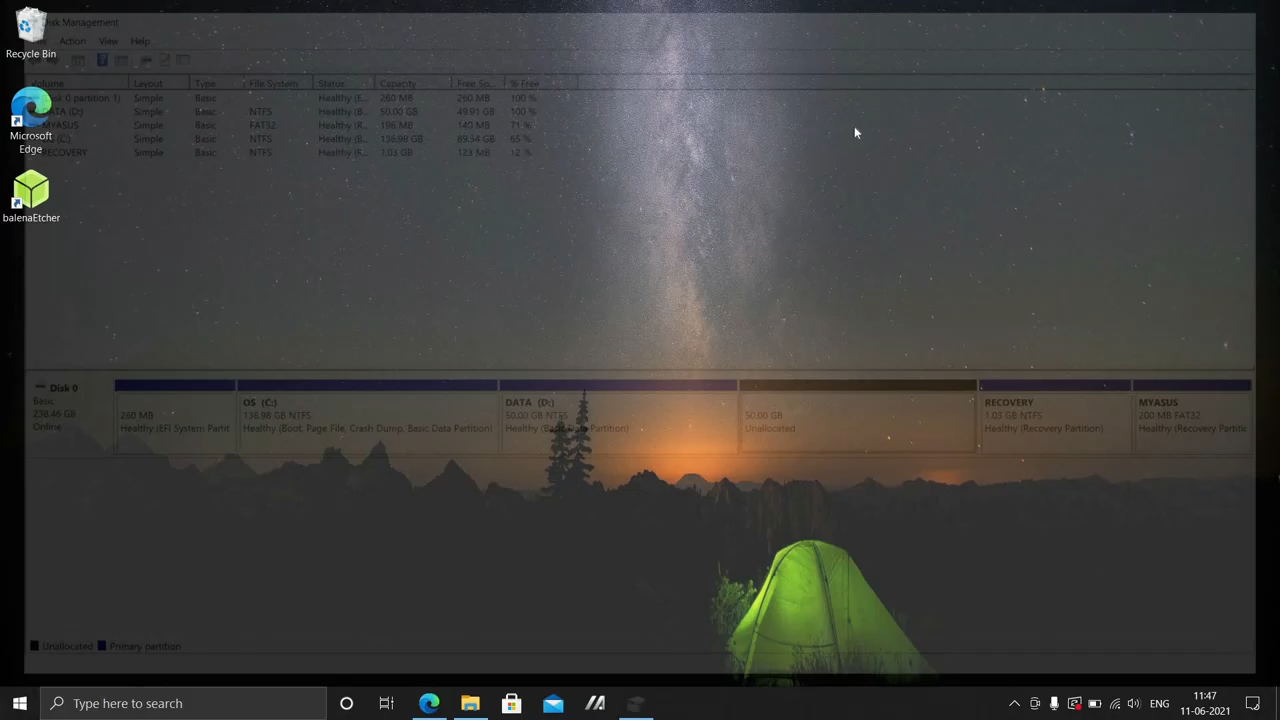 Recycle Bin
Microsoft
Edge
balenaEtcher
Disk Management
Action View Help
Volume Layout Type File System Status Capacity Free Sp... % Free
(Disk 0 partition 1) Simple Basic Healthy (E... 260 MB 260 MB 100 %
DATA (D:) Simple Basic NTFS Healthy (B... 50.00 GB 49.91 GB 100 %
MYASUS Simple Basic FAT32 Healthy (R... 196 MB 140 MB 71 %
(C:) Simple Basic NTFS Healthy (B... 136.98 GB 89.34 GB 65 %
RECOVERY Simple Basic NTFS Healthy (R... 1.03 GB 123 MB 12 %
Disk 0
Basic
238.46 GB
Online
260 MB
Healthy (EFI System Partit
OS (C:)
136.98 GB NTFS
Healthy (Boot, Page File, Crash Dump, Basic Data Partition)
DATA (D:)
50.00 GB NTFS
Healthy (Basic Data Partition)
50.00 GB
Unallocated
RECOVERY
1.03 GB NTFS
Healthy (Recovery Partition)
MYASUS
200 MB FAT32
Healthy (Recovery Partitic
Unallocated Primary partition
Type here to search
ENG
11:47
11-06-2021